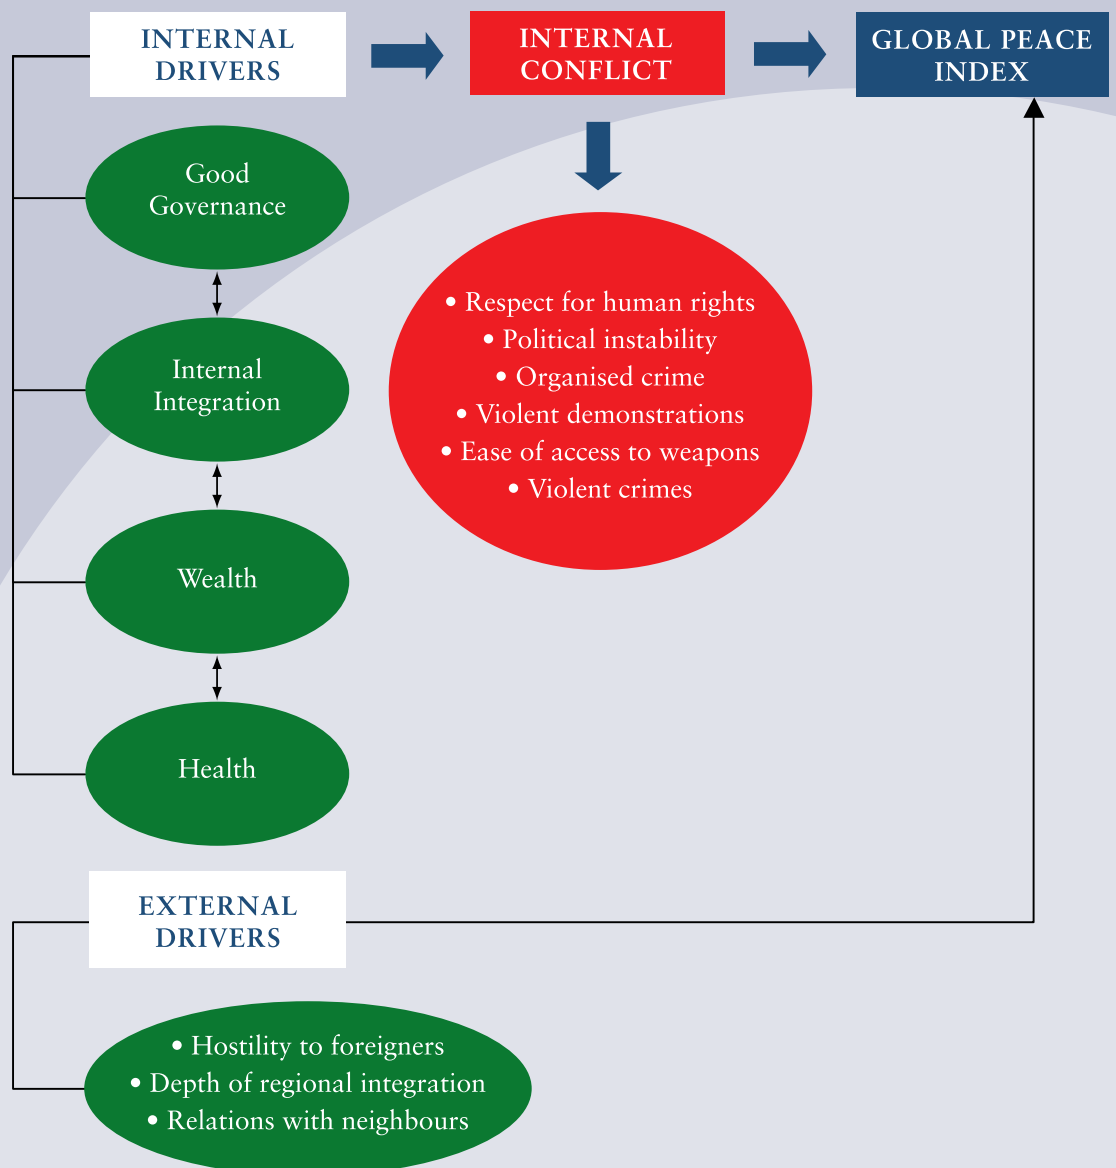 INTERNAL
DRIVERS
INTERNAL
CONFLICT
GLOBAL PEACE
INDEX
Good
Governance
Internal
Integration
Wealth
Health
• Respect for human rights
• Political instability
• Organised crime
• Violent demonstrations
• Ease of access to weapons
• Violent crimes
EXTERNAL
DRIVERS
• Hostility to foreigners
• Depth of regional integration
• Relations with neighbours